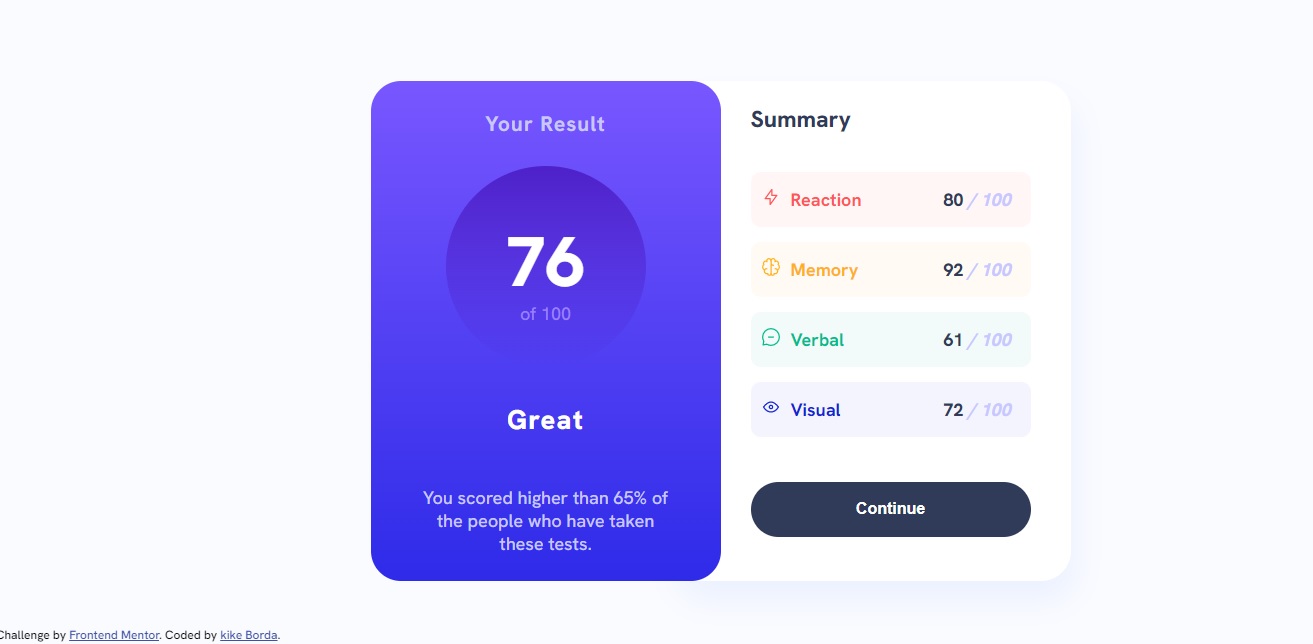 Your Result
76
of 100
Great
You scored higher than 65% of
the people who have taken
these tests.
Summary
Reaction 80 / 100
Memory 92 / 100
Verbal 61 / 100
Visual 72 / 100
Continue
Challenge by Frontend Mentor. Coded by kike Borda.